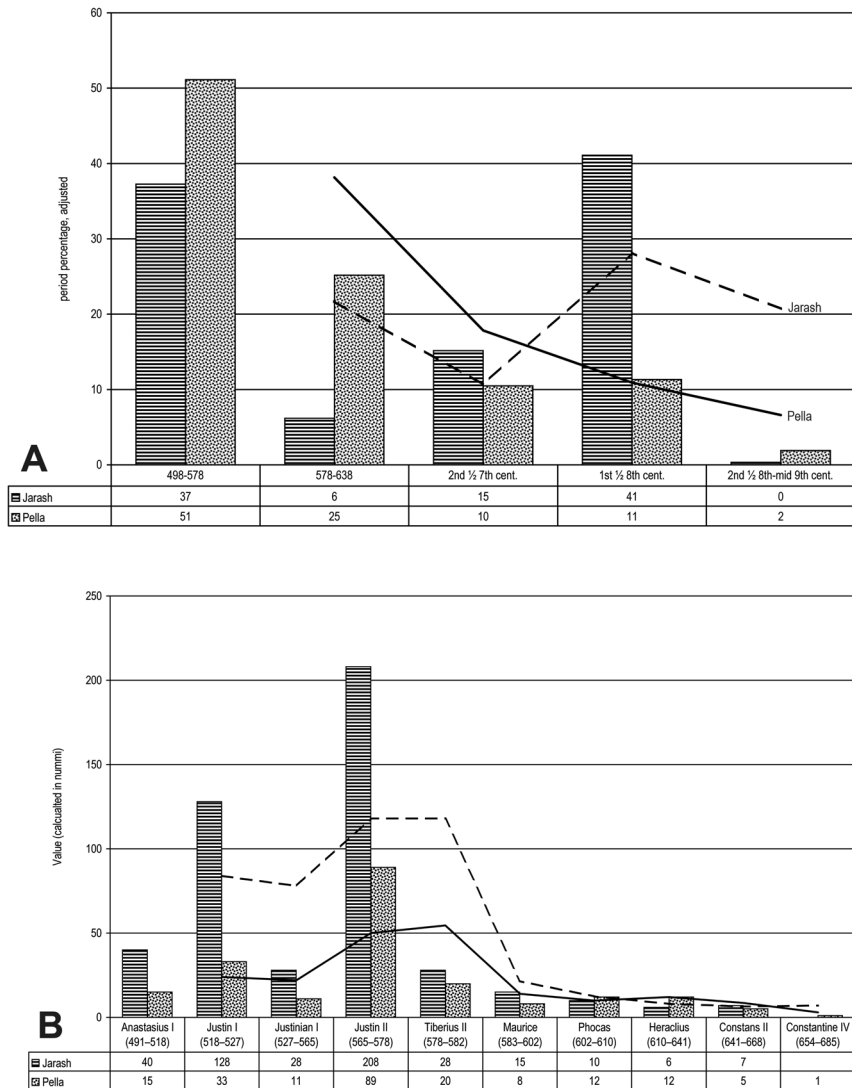 60
50
40
30
20
10
0
period percentage, adjusted
Jarash
Pella
A
498-578 578-638 2nd ½ 7th cent. 1st ½ 8th cent. 2nd ½ 8th-mid 9th cent.
Jarash 37 6 15 41 0
Pella 51 25 10 11 2
250
200
150
100
50
0
Value (calcualted in nummi)
B
Anastasius I Justin I Justinian I Justin II Tiberius II Maurice Phocas Heraclius Constans II Constantine IV
(491–518) (518–527) (527–565) (565–578) (578–582) (583–602) (602–610) (610–641) (641–668) (654–685)
Jarash 40 128 28 208 28 15 10 6 7
Pella 15 33 11 89 20 8 12 12 5 1